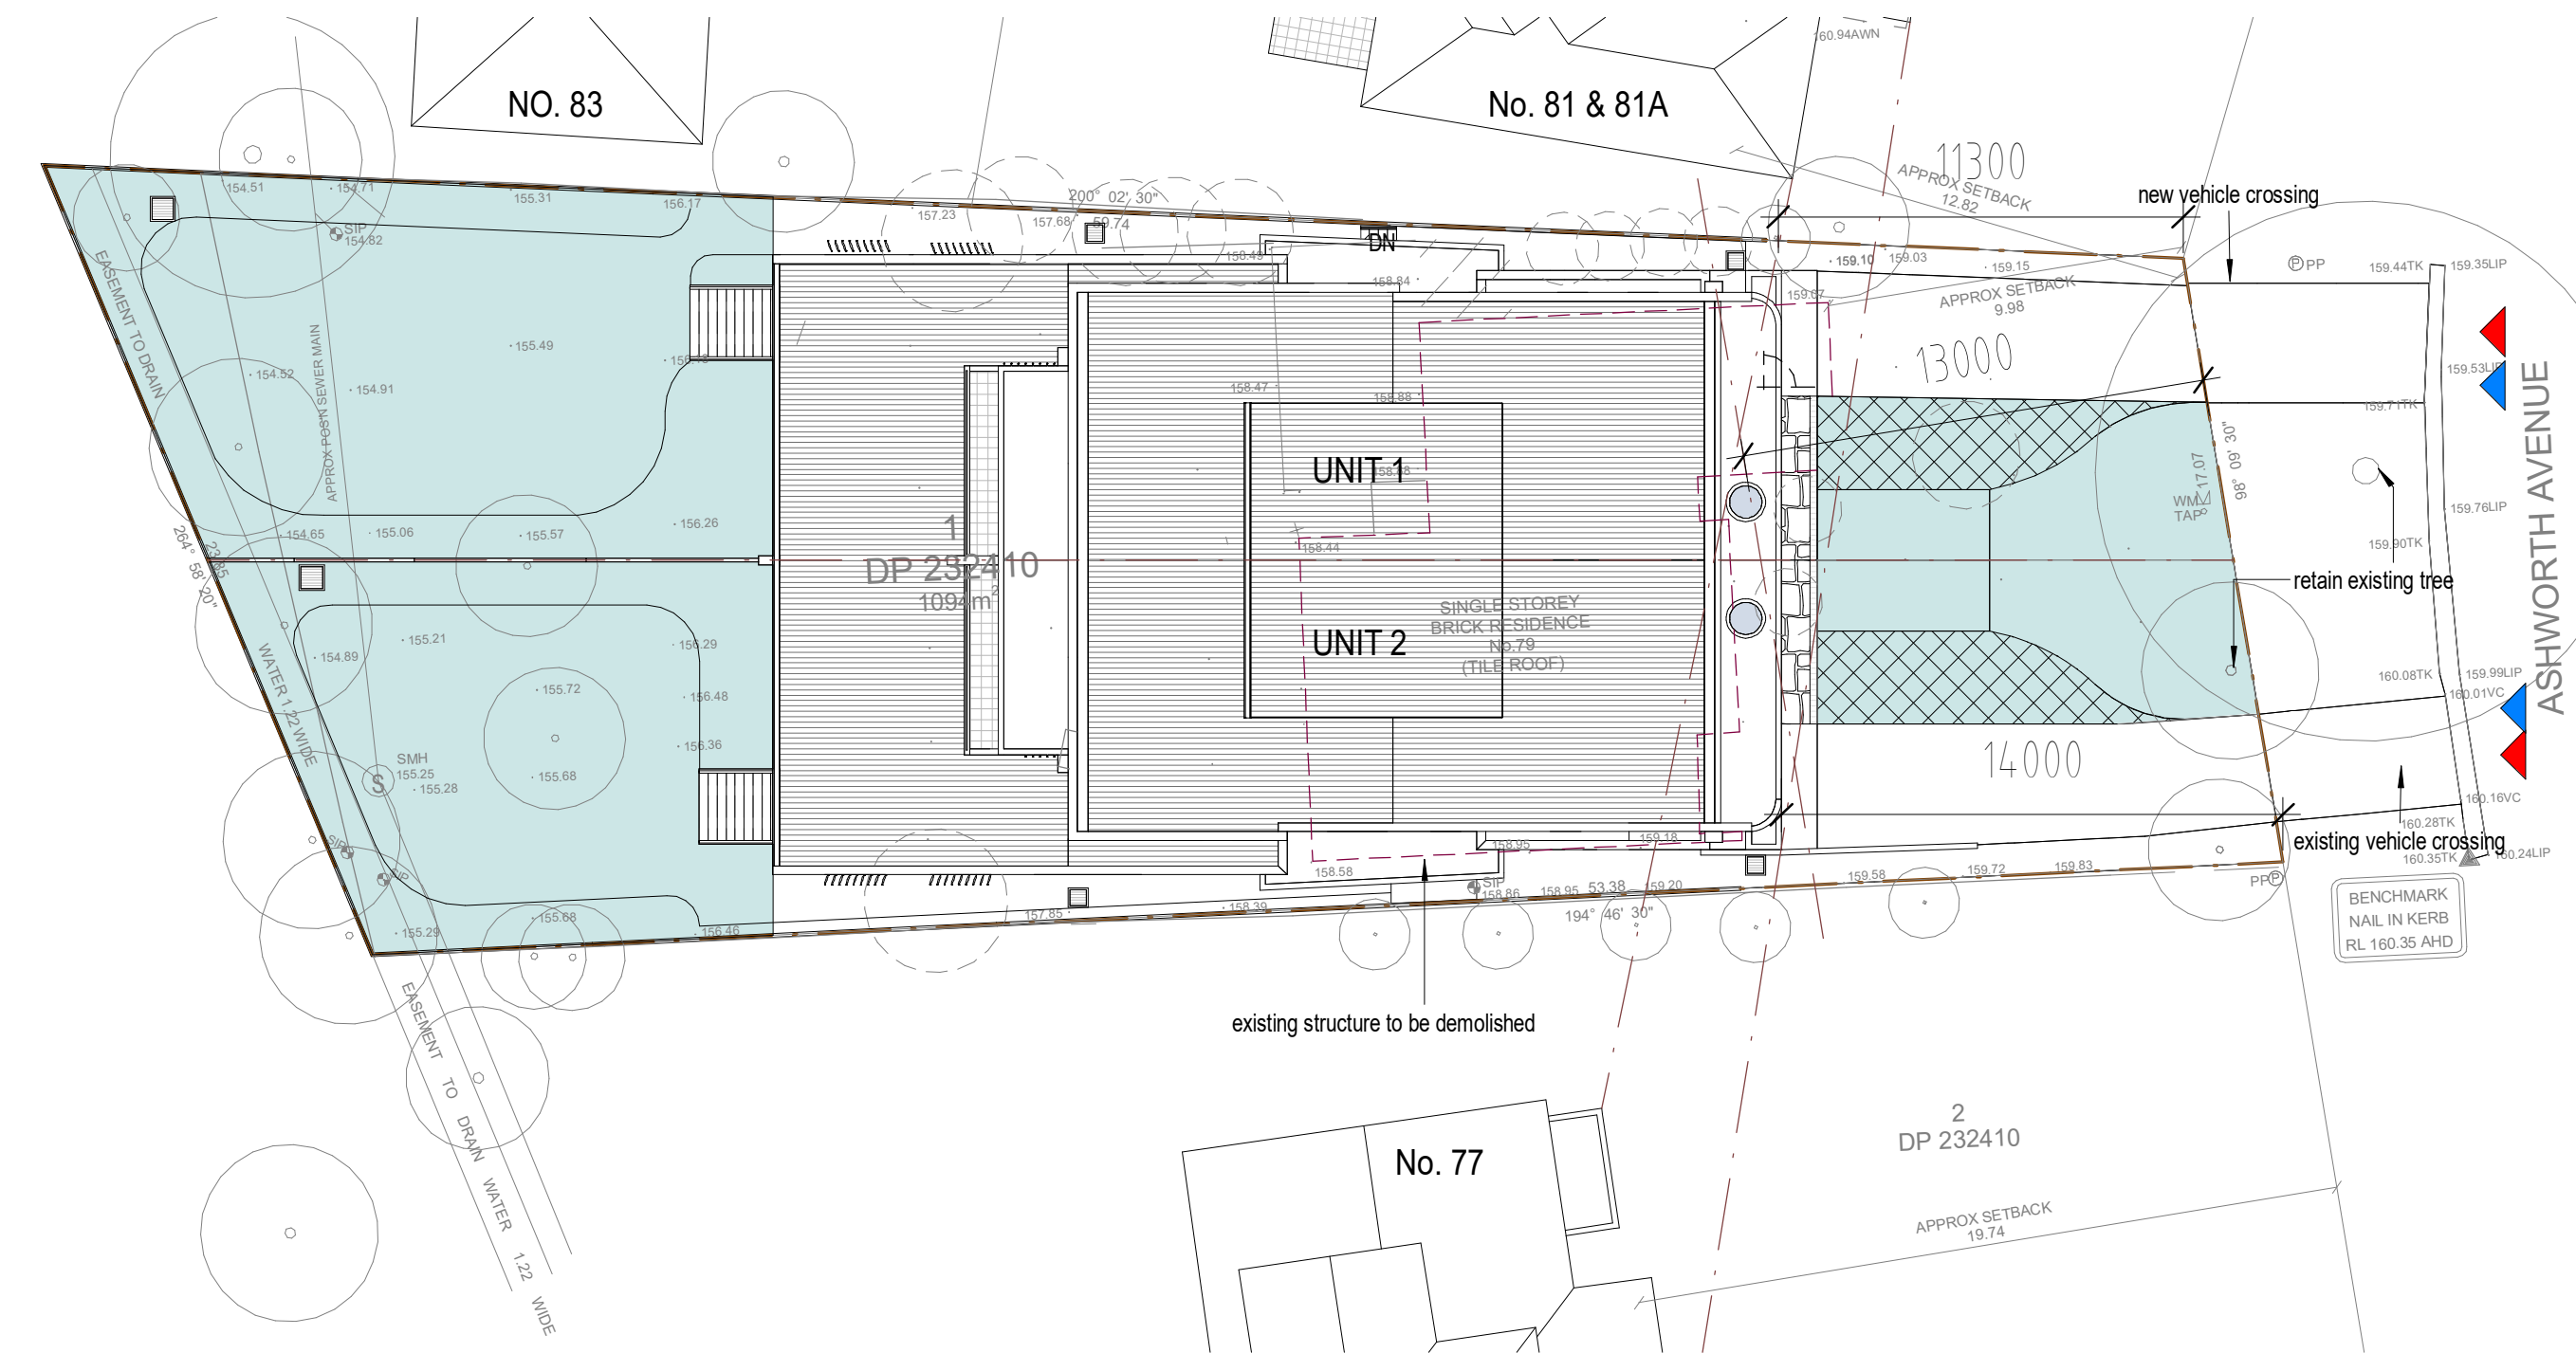 160.94AWN
NO. 83
No. 81 & 81A
11300
APPROX SETBACK
12.82
new vehicle crossing
154.51
154.71
155.31
156.17
200° 02' 30"
59.74
157.23
157.68
DN
SIP
154.82
158.49
158.84
159.10
159.03
159.15
PP
159.44TK
159.35LIP
EASEMENT TO DRAIN
WATER 1.22 WIDE
APPROX POS'N SEWER MAIN
159.07
APPROX SETBACK
9.98
13000
155.49
154.52
154.91
158.47
158.88
159.53LIP
159.71TK
ASHWORTH AVENUE
UNIT 1
98° 09' 30"
17.07
WM
TAP
159.76LIP
159.90TK
154.65
155.06
155.57
156.26
1
DP 232410
1094m²
158.44
264° 58' 20"
23.85
retain existing tree
SINGLE STOREY
BRICK RESIDENCE
No.79
(TILE ROOF)
UNIT 2
155.21
154.89
156.29
155.72
156.48
160.08TK
159.99LIP
160.01VC
156.36
14000
SMH
155.25
S
155.28
155.68
160.16VC
160.28TK
existing vehicle crossing
160.35TK
160.24LIP
SIP
SIP
158.95
159.18
158.58
SIP
158.86
158.95
53.38
159.20
159.58
159.72
159.83
PP
194° 46' 30"
157.85
158.39
155.68
155.29
156.46
BENCHMARK
NAIL IN KERB
RL 160.35 AHD
existing structure to be demolished
EASEMENT TO DRAIN WATER 1.22 WIDE
No. 77
2
DP 232410
APPROX SETBACK
19.74